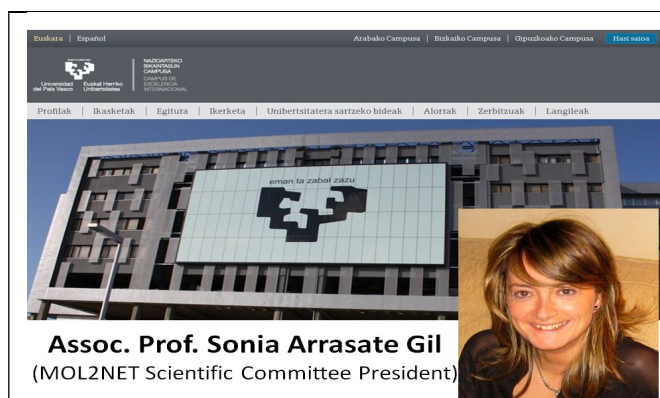 Euskara | Español
Arabako Campusa | Bizkaiko Campusa | Gipuzkoako Campusa
Hasi saioa
Universidad del País Vasco
Euskal Herriko Unibertsitatea
NAZIOARTEKO
BIKAINTASUN
CAMPUSA
CAMPUS DE
EXCELENCIA
INTERNACIONAL
Profilak | Ikasketak | Egitura | Ikerketa | Unibertsitatera sartzeko bideak | Alorrak | Zerbitzuak | Langileak
eman ta zabal zazu
Assoc. Prof. Sonia Arrasate Gil
(MOL2NET Scientific Committee President)